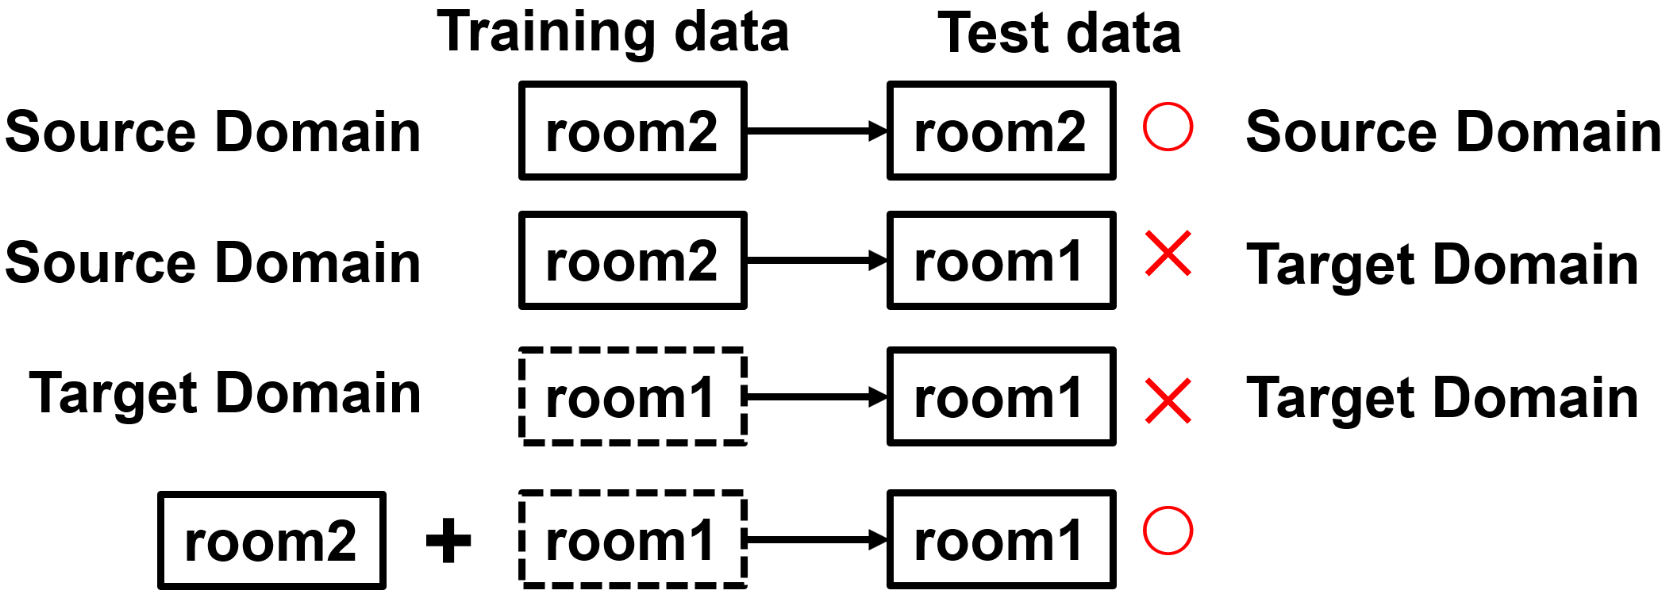 Training data Test data
Source Domain room2 room2 Source Domain
Source Domain room2 room1 Target Domain
Target Domain room1 room1 Target Domain
room2 + room1 room1